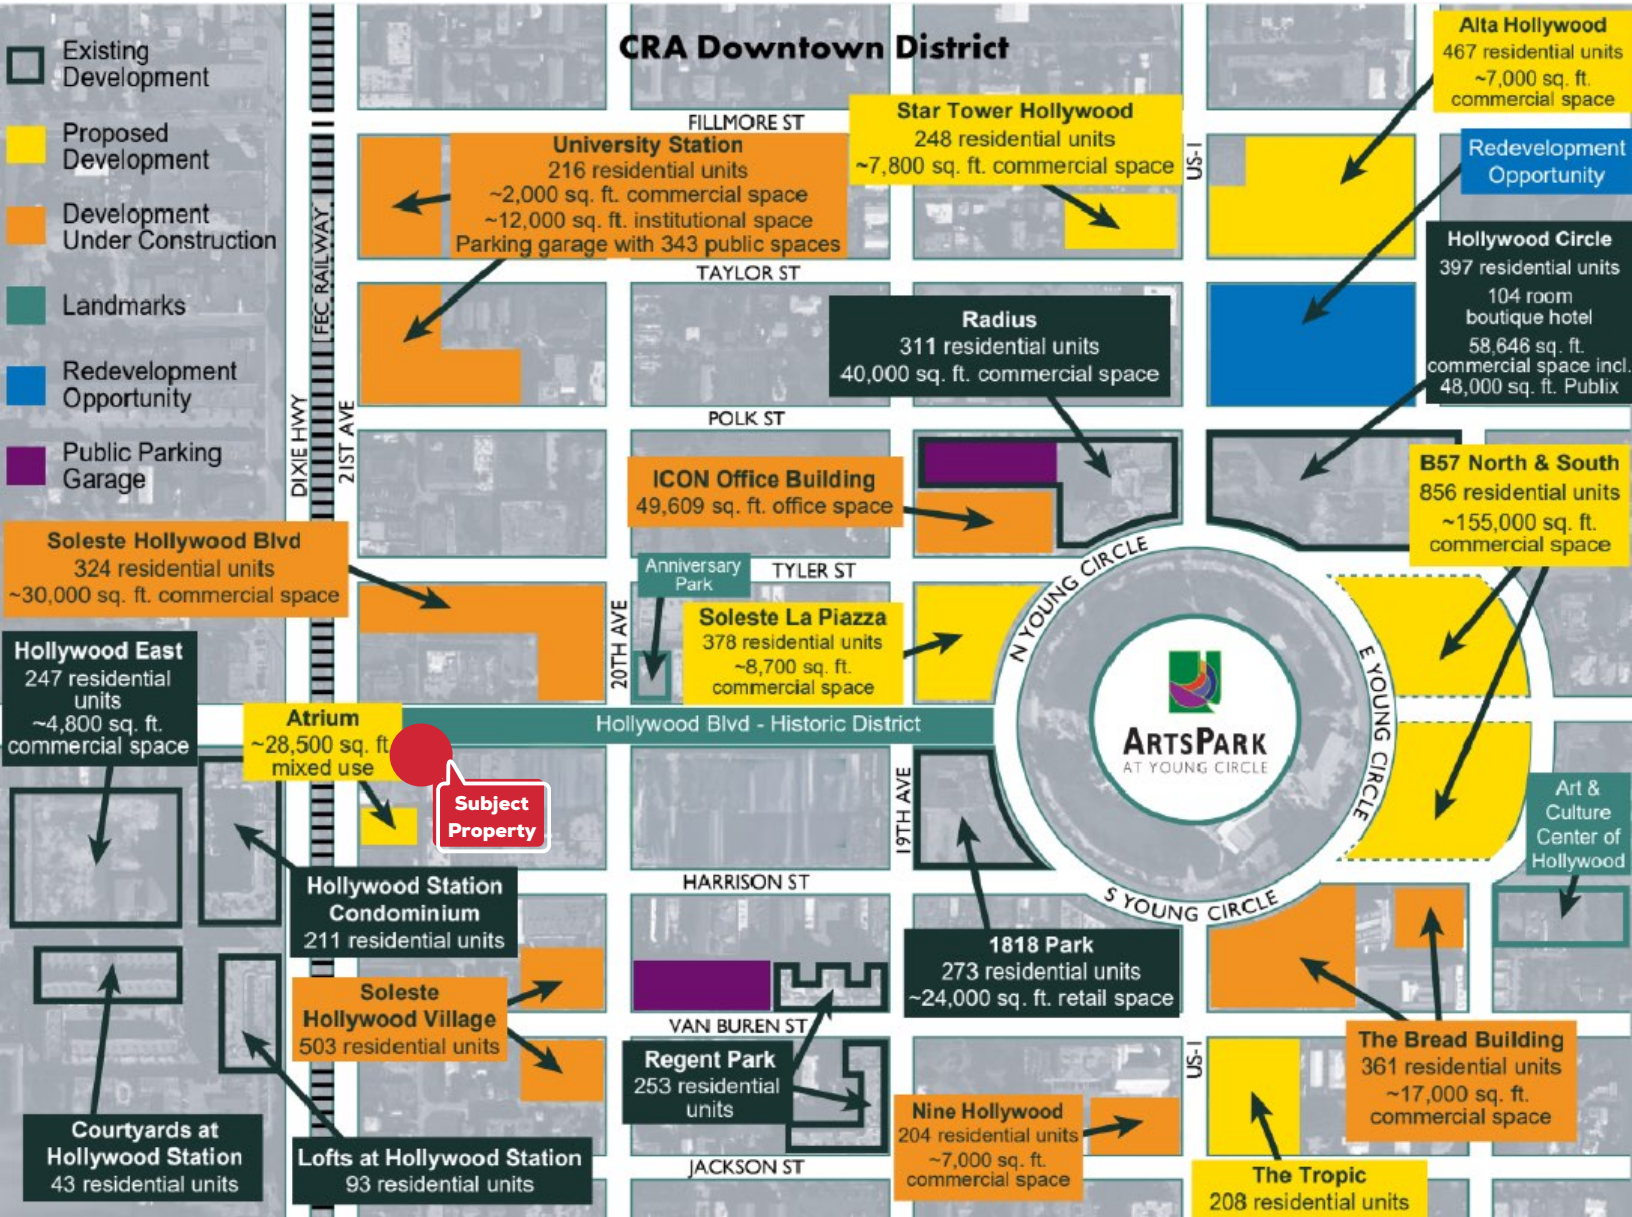 CRA Downtown District
Existing
Development
Proposed
Development
Development
Under Construction
Landmarks
Redevelopment
Opportunity
Public Parking
Garage
Alta Hollywood
467 residential units
~7,000 sq. ft.
commercial space
Star Tower Hollywood
248 residential units
~7,800 sq. ft. commercial space
FILLMORE ST
University Station
216 residential units
~2,000 sq. ft. commercial space
~12,000 sq. ft. institutional space
Parking garage with 343 public spaces
US-1
Redevelopment
Opportunity
FEC RAILWAY
TAYLOR ST
Hollywood Circle
397 residential units
104 room
boutique hotel
58,646 sq. ft.
commercial space incl.
48,000 sq. ft. Publix
Radius
311 residential units
40,000 sq. ft. commercial space
DIXIE HWY
21ST AVE
POLK ST
ICON Office Building
49,609 sq. ft. office space
B57 North & South
856 residential units
~155,000 sq. ft.
commercial space
Soleste Hollywood Blvd
324 residential units
~30,000 sq. ft. commercial space
Anniversary
Park
TYLER ST
N YOUNG CIRCLE
20TH AVE
Soleste La Piazza
378 residential units
~8,700 sq. ft.
commercial space
E YOUNG CIRCLE
Hollywood East
247 residential
units
~4,800 sq. ft.
commercial space
Atrium
~28,500 sq. ft
mixed use
Hollywood Blvd - Historic District
ARTSPARK
AT YOUNG CIRCLE
Subject
Property
19TH AVE
Art &
Culture
Center of
Hollywood
Hollywood Station
Condominium
211 residential units
HARRISON ST
S YOUNG CIRCLE
1818 Park
273 residential units
~24,000 sq. ft. retail space
Soleste
Hollywood Village
503 residential units
VAN BUREN ST
Regent Park
253 residential
units
US-1
The Bread Building
361 residential units
~17,000 sq. ft.
commercial space
Nine Hollywood
204 residential units
~7,000 sq. ft.
commercial space
Courtyards at
Hollywood Station
43 residential units
Lofts at Hollywood Station
93 residential units
JACKSON ST
The Tropic
208 residential units